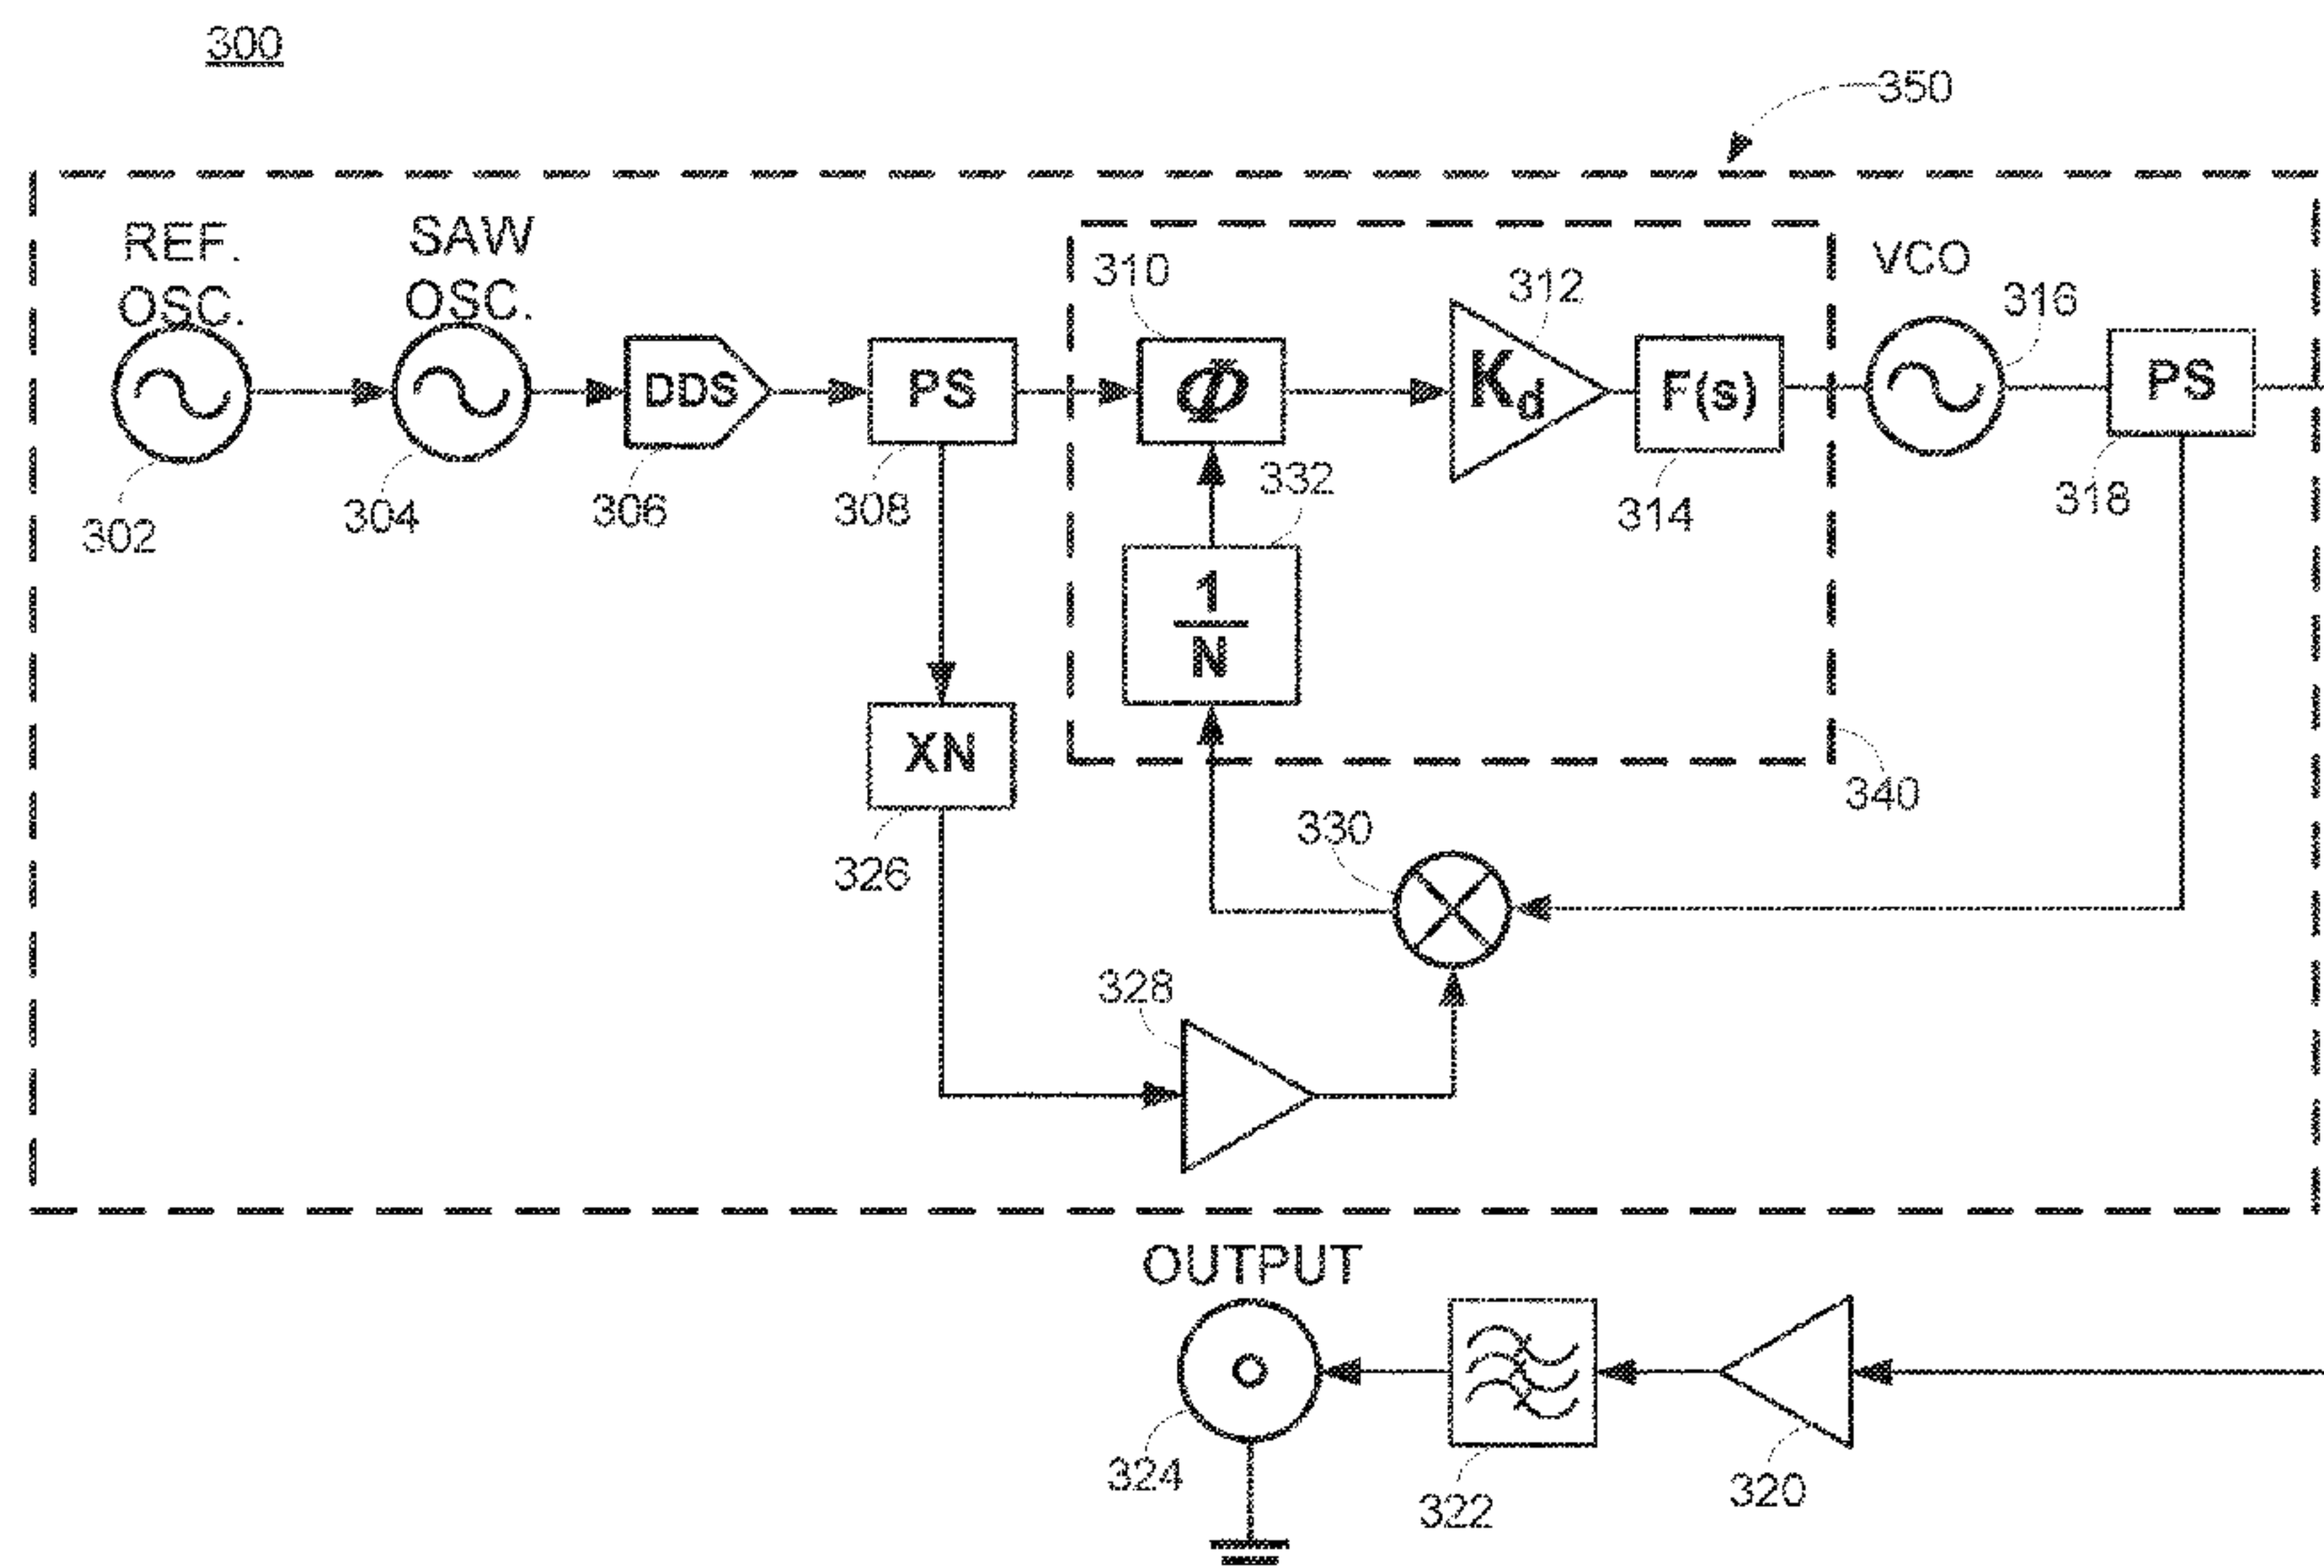 300
350
REF.
OSC.
SAW
OSC.
310
312
VCO
316
DDS
PS
Φ
Kd
F(s)
PS
302
304
306
308
332
314
318
1
N
XN
326
330
340
328
OUTPUT
324
322
320